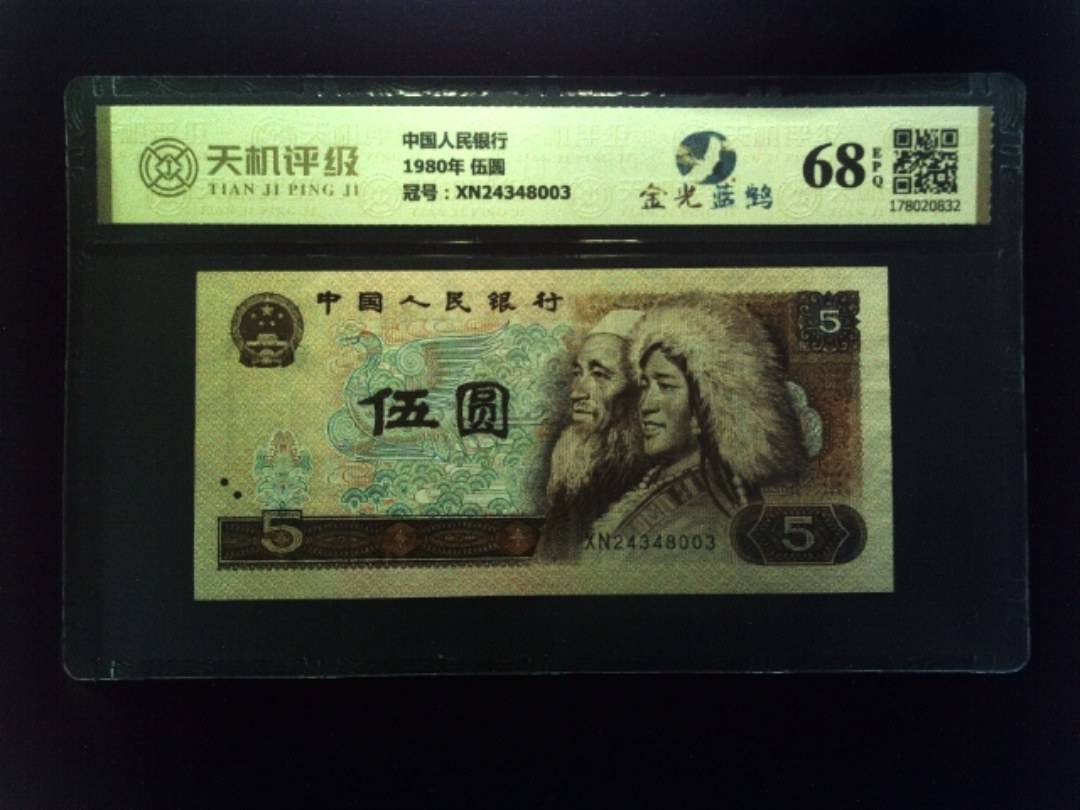 天机评级
TIAN JI PING JI
中国人民银行
1980年 伍圆
冠号：XN24348003
金光蓝鹤
68
EPQ
178020832
中国人民银行
5
伍圆
5
XN24348003
5